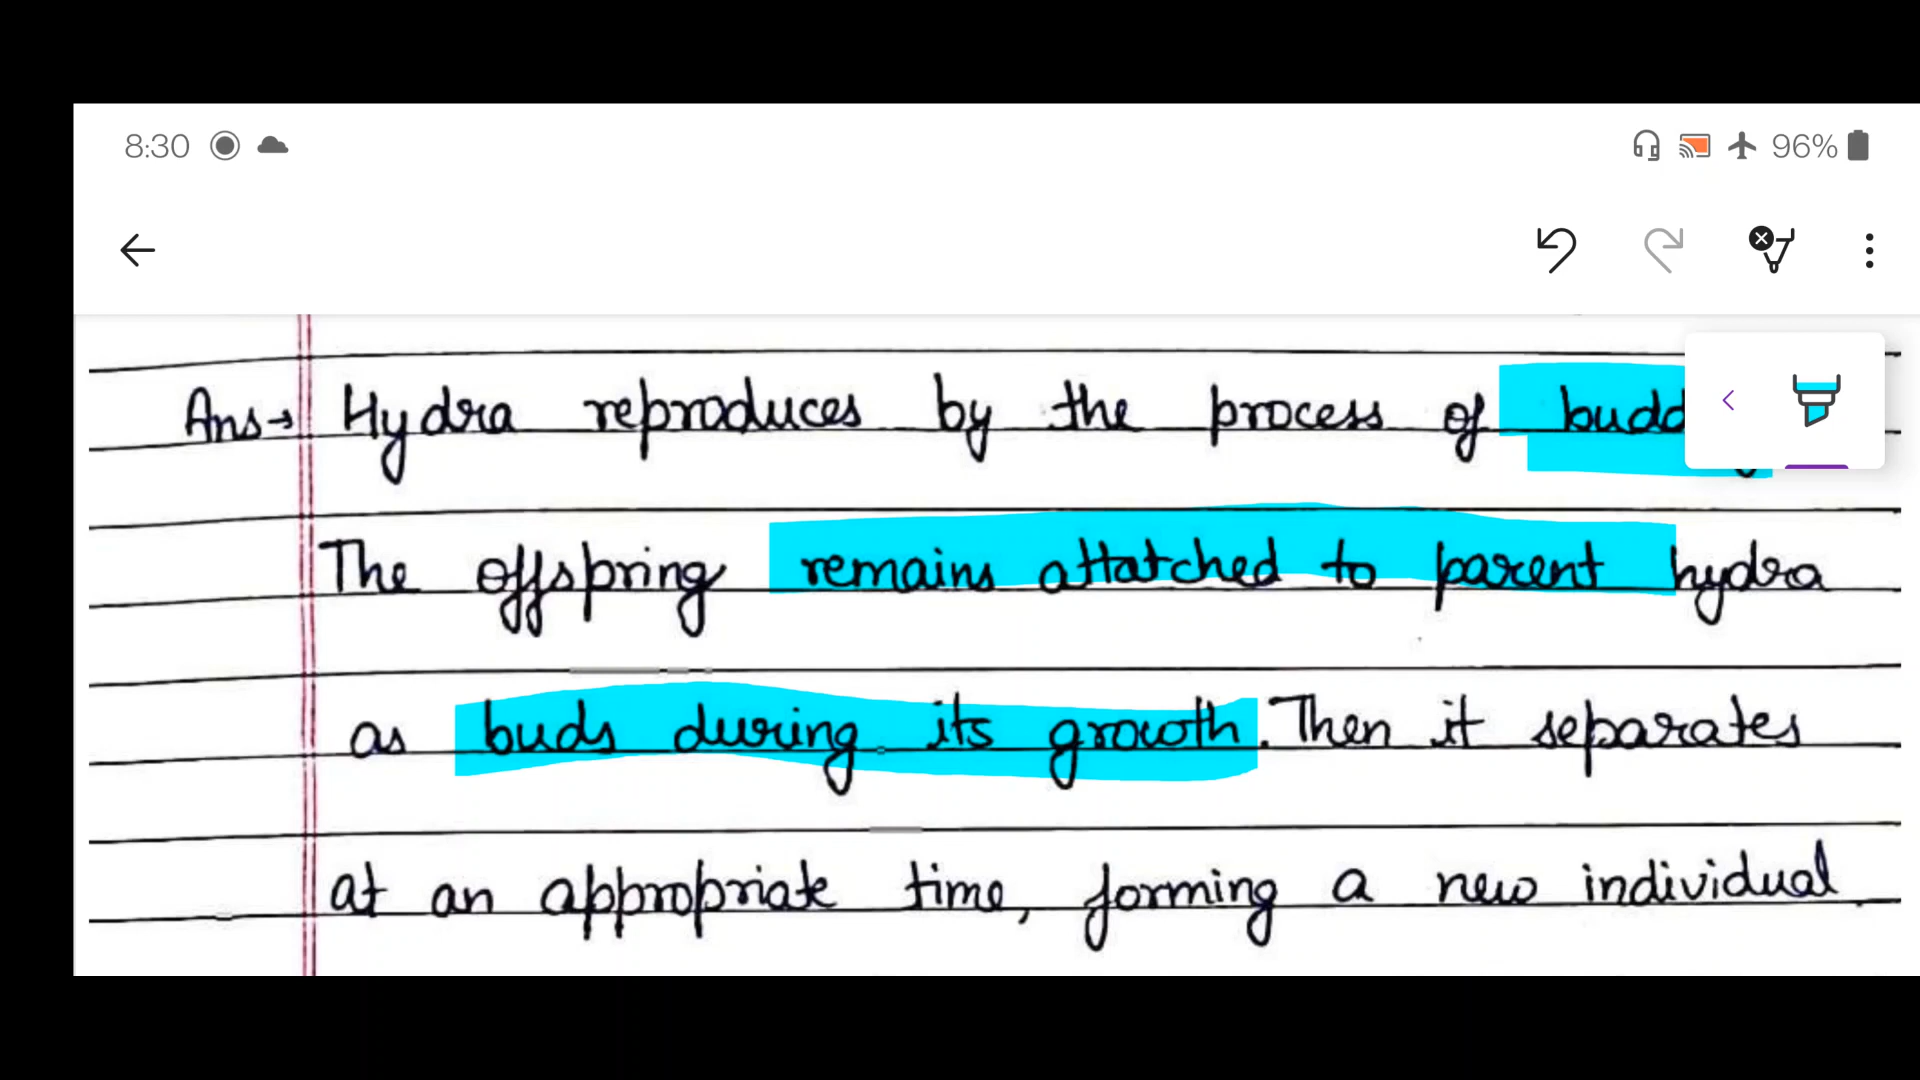 8:30 96%
Ans→ Hydra reproduces by the process of budd
The offspring remains attatched to parent hydra
as buds during its growth. Then it separates
at an appropriate time, forming a new individual.